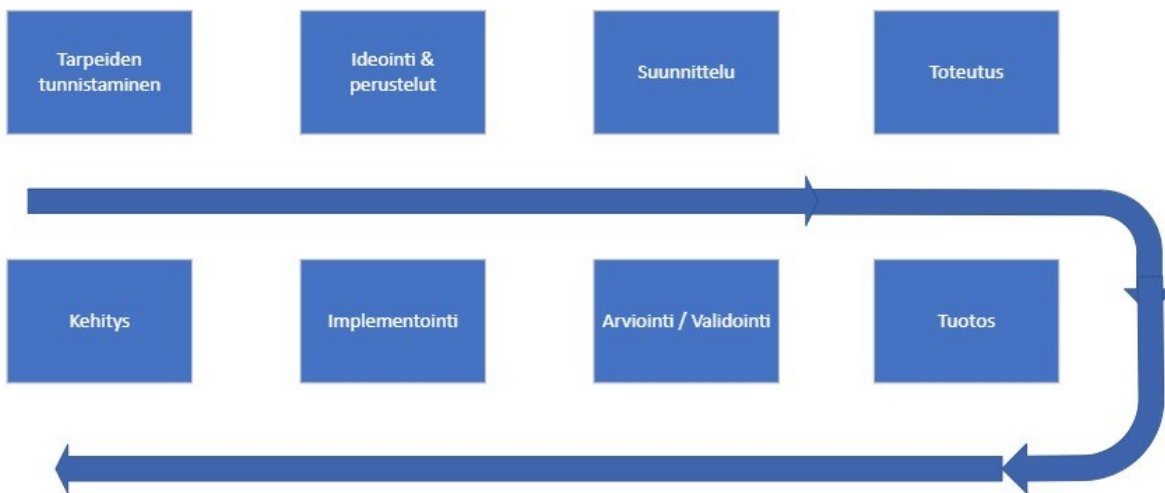 Tarpeiden
tunnistaminen
Ideointi &
perustelut
Suunnittelu
Toteutus
Kehitys
Implementointi
Arviointi / Validointi
Tuotos